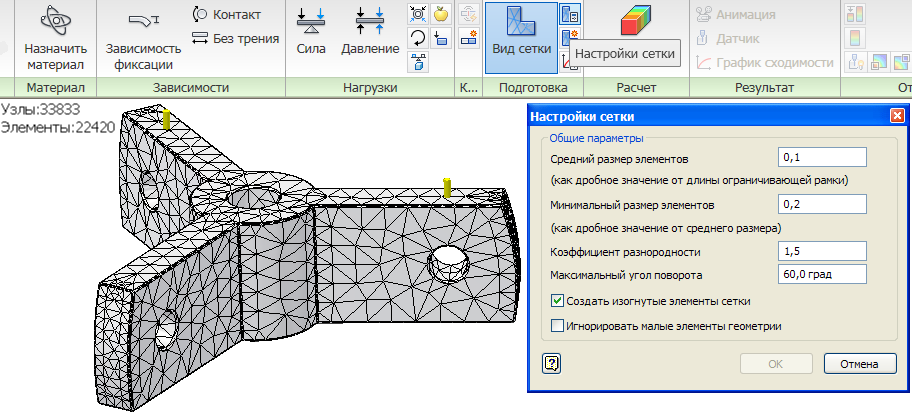 Назначить материал
Зависимость фиксации
Контакт
Без трения
Сила
Давление
Вид сетки
Настройки сетки
Анимация
Датчик
График сходимости
Материал
Зависимости
Нагрузки
К...
Подготовка
Расчет
Результат
От
Узлы:33833
Элементы:22420
Настройки сетки
Общие параметры
Средний размер элементов
0,1
(как дробное значение от длины ограничивающей рамки)
Минимальный размер элементов
0,2
(как дробное значение от среднего размера)
Коэффициент разнородности
1,5
Максимальный угол поворота
60,0 град
Создать изогнутые элементы сетки
Игнорировать малые элементы геометрии
OK
Отмена